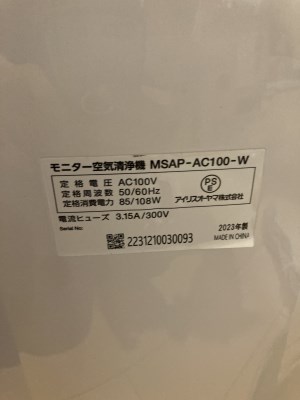 モニター空気清浄機 MSAP-AC100-W
定格電圧 AC100V
定格周波数 50/60Hz
定格消費電力 85/108W
PS
E
アイリスオーヤマ株式会社
電流ヒューズ 3.15A/300V
Serial No:
2231210030093
2023年製
MADE IN CHINA